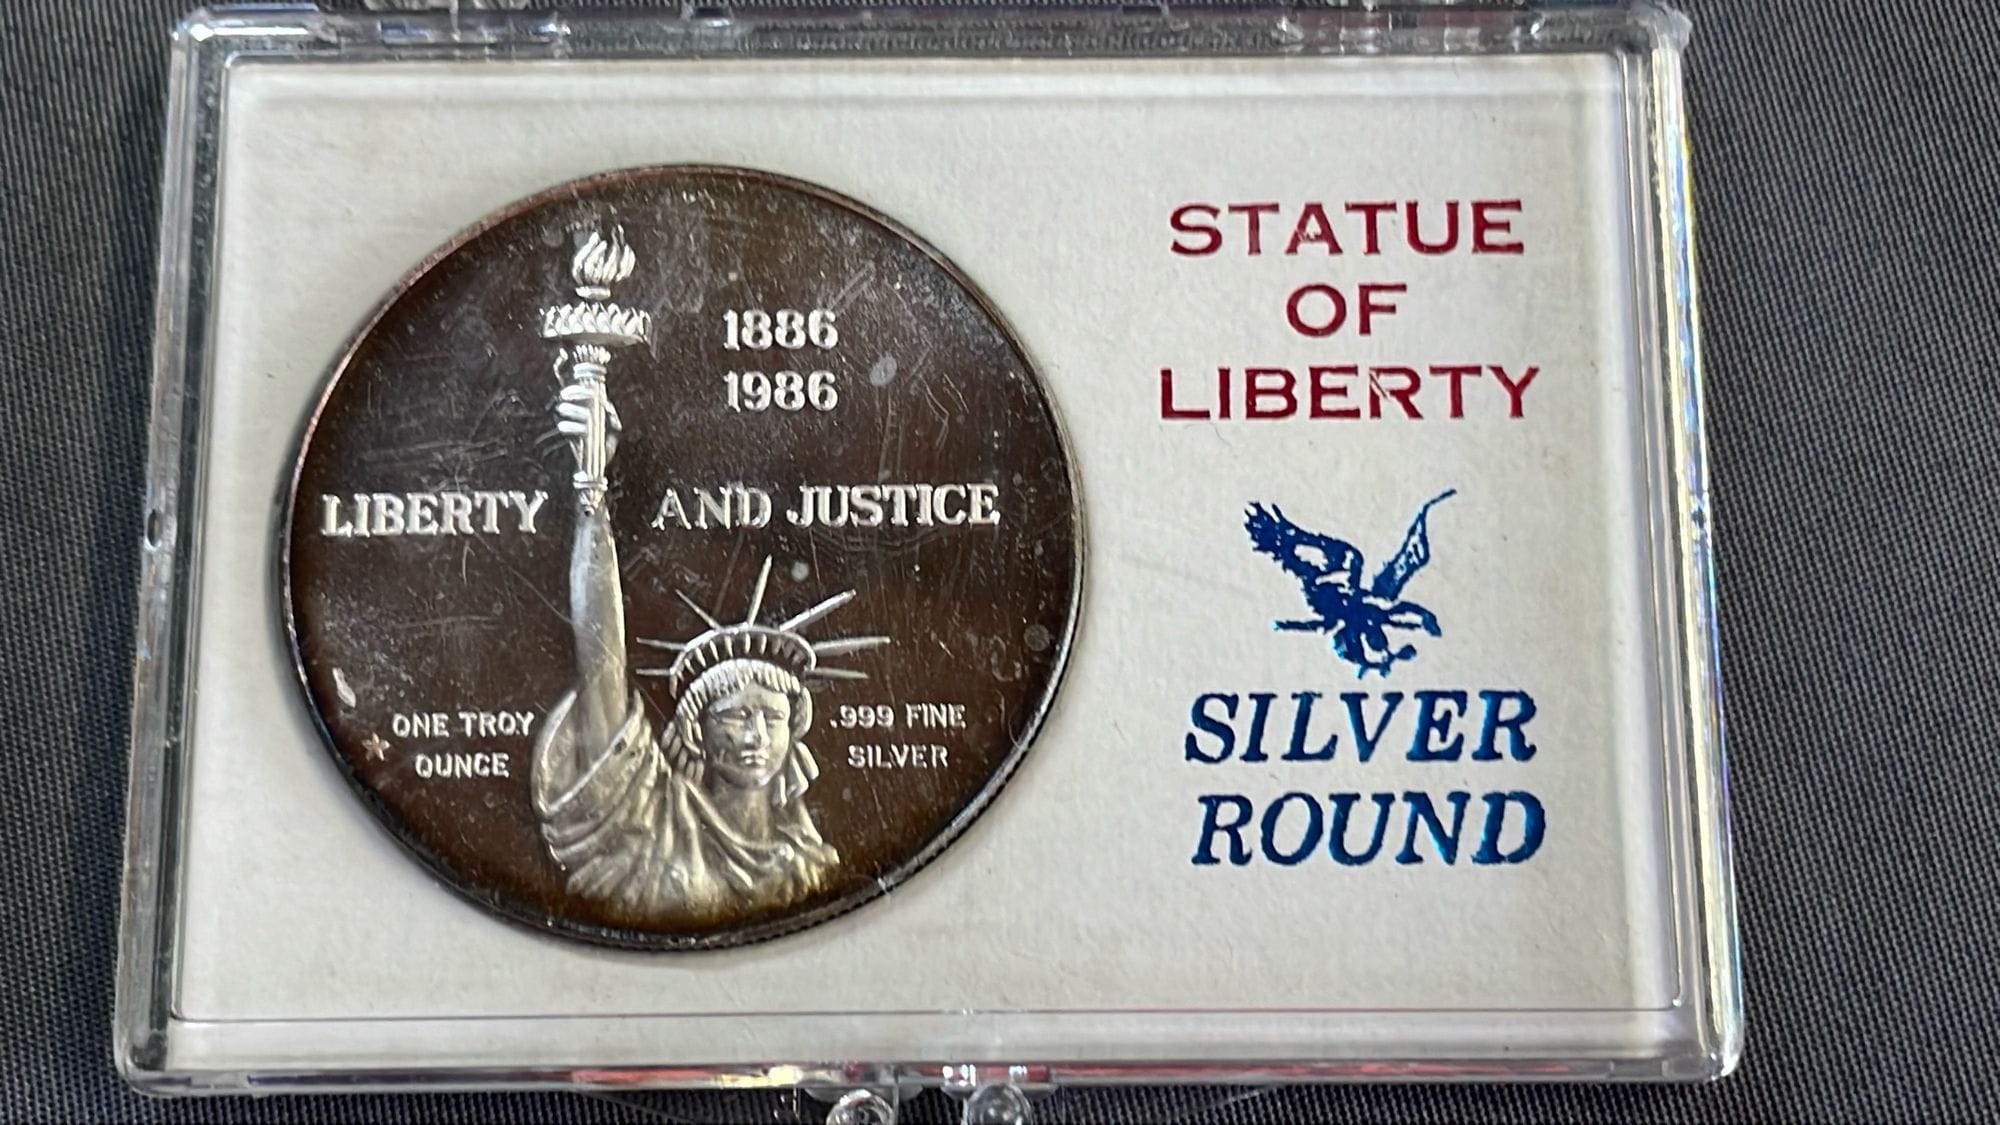 1886
1986
LIBERTY AND JUSTICE
ONE TROY
OUNCE
.999 FINE
SILVER
STATUE
OF
LIBERTY
SILVER
ROUND